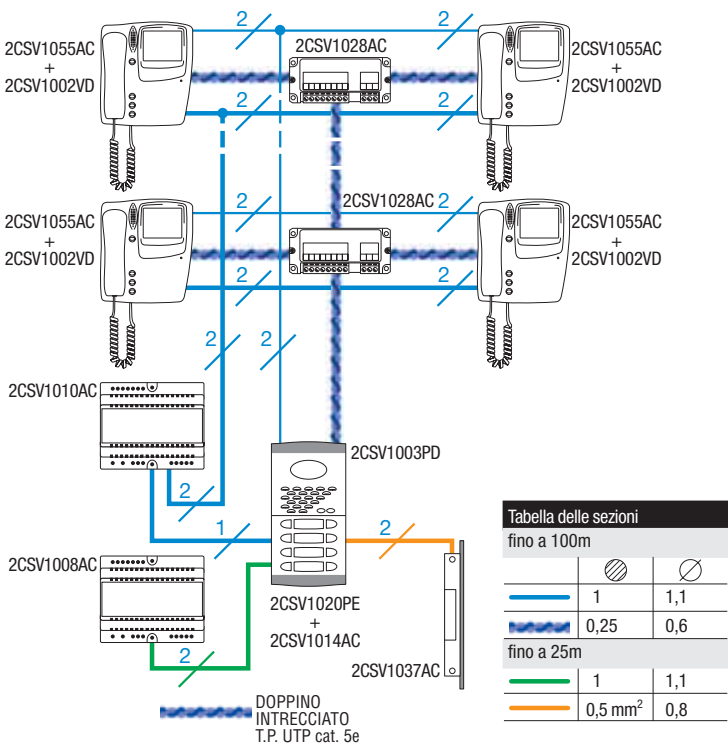 2
2
2CSV1055AC
+
2CSV1002VD
2CSV1028AC
2CSV1055AC
+
2CSV1002VD
2
2
2CSV1055AC
+
2CSV1002VD
2
2CSV1028AC
2
2CSV1055AC
+
2CSV1002VD
2
2
2
2
2CSV1010AC
2CSV1003PD
2
1
2
2CSV1008AC
2CSV1020PE
+
2CSV1014AC
2
2CSV1037AC
DOPPINO
INTRECCIATO
T.P. UTP cat. 5e
Tabella delle sezioni
fino a 100m
1 1,1
0,25 0,6
fino a 25m
1 1,1
0,5 mm² 0,8